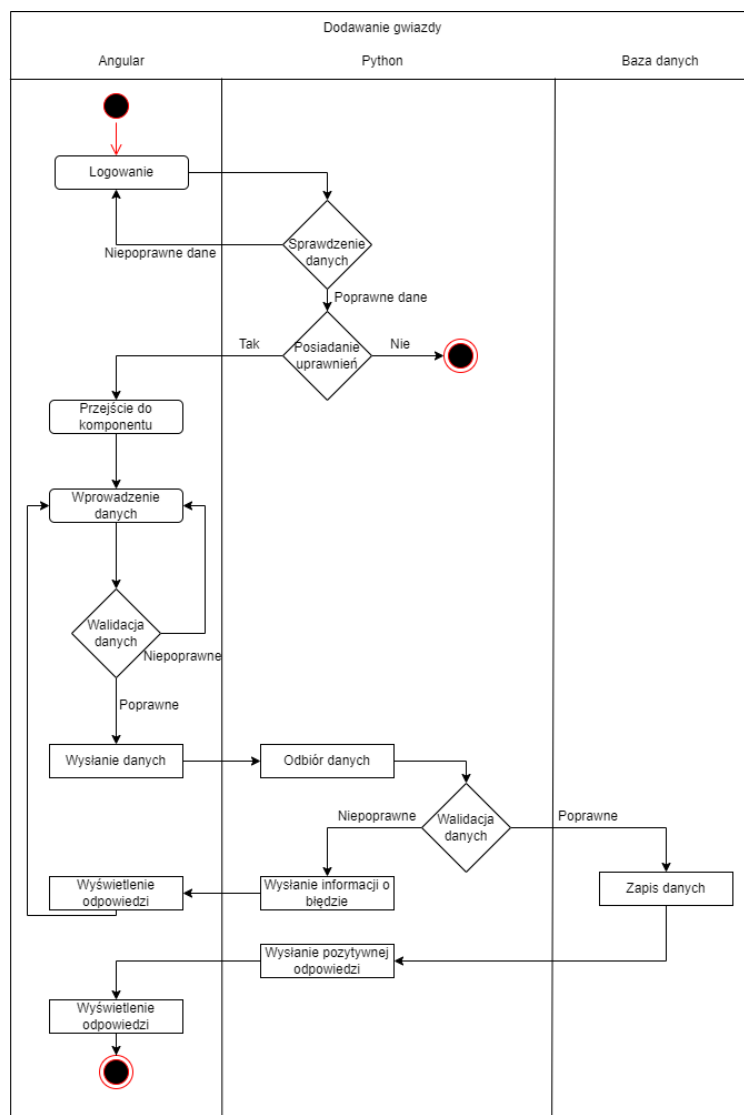 Dodawanie gwiazdy
Angular
Python
Baza danych
Logowanie
Sprawdzenie
danych
Niepoprawne dane
Poprawne dane
Posiadanie
uprawnień
Tak
Nie
Przejście do
komponentu
Wprowadzenie
danych
Walidacja
danych
Niepoprawne
Poprawne
Wysłanie danych
Odbiór danych
Walidacja
danych
Niepoprawne
Poprawne
Wyświetlenie
odpowiedzi
Wysłanie informacji o
błędzie
Zapis danych
Wysłanie pozytywnej
odpowiedzi
Wyświetlenie
odpowiedzi